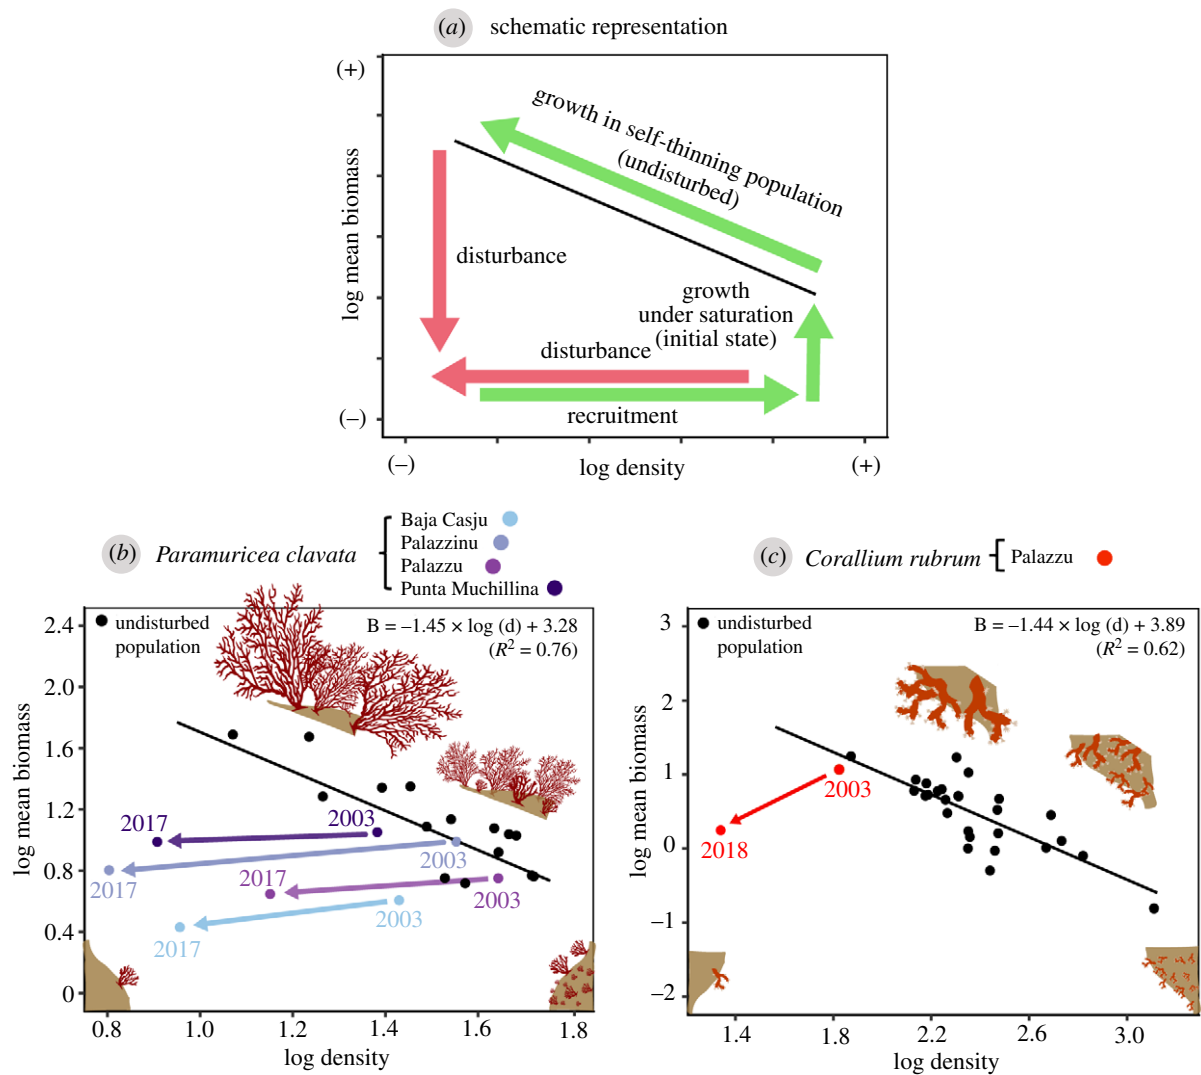 (a) schematic representation
(+)
growth in self-thinning population
(undisturbed)
log mean biomass
disturbance
growth
under saturation
(initial state)
disturbance
recruitment
(–)
(–)
log density
(+)
(b) Paramuricea clavata
Baja Casju
Palazzinu
Palazzu
Punta Muchillina
undisturbed
population
B = –1.45 × log (d) + 3.28
(R² = 0.76)
2.4
2.0
1.6
1.2
0.8
0.4
0
log mean biomass
2017
2003
2003
2017
2017
2003
2003
2017
0.8
1.0
1.2
1.4
1.6
1.8
log density
(c) Corallium rubrum
Palazzu
undisturbed
population
B = –1.44 × log (d) + 3.89
(R² = 0.62)
3
2
1
0
–1
–2
log mean biomass
2003
2018
1.4
1.8
2.2
2.6
3.0
log density